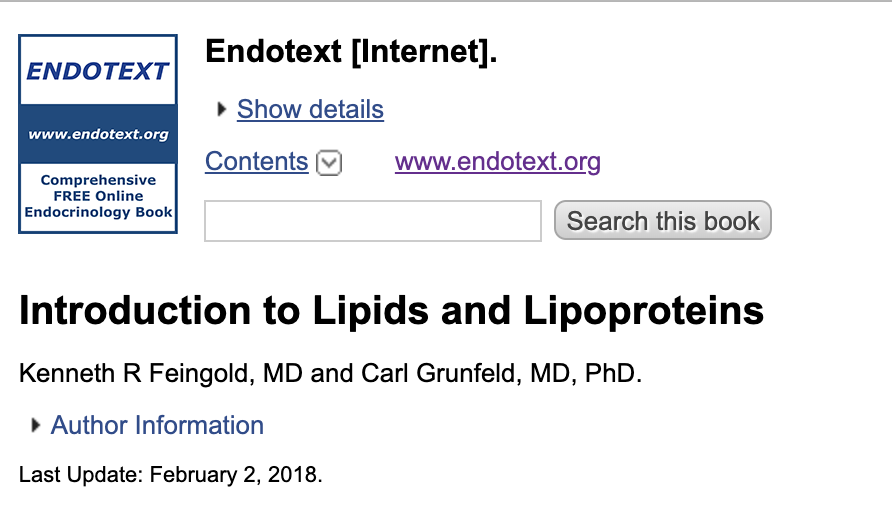 ENDOTEXT
www.endotext.org
Comprehensive
FREE Online
Endocrinology Book
Endotext [Internet].
Show details
Contents www.endotext.org
Search this book
Introduction to Lipids and Lipoproteins
Kenneth R Feingold, MD and Carl Grunfeld, MD, PhD.
Author Information
Last Update: February 2, 2018.